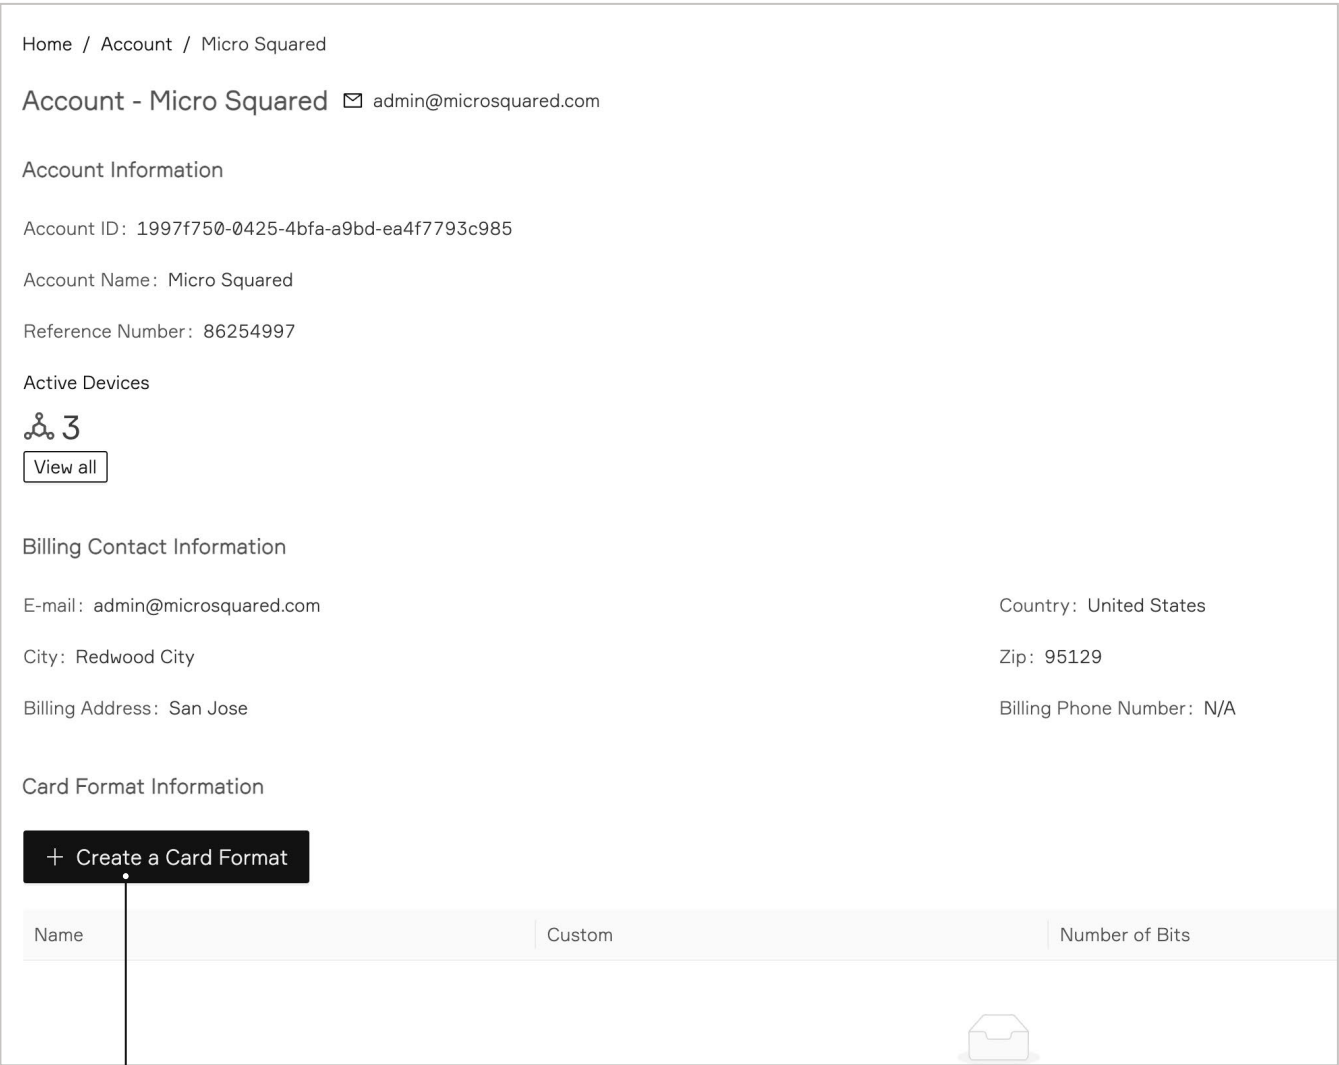 Home / Account / Micro Squared
Account - Micro Squared admin@microsquared.com
Account Information
Account ID: 1997f750-0425-4bfa-a9bd-ea4f7793c985
Account Name: Micro Squared
Reference Number: 86254997
Active Devices
3
View all
Billing Contact Information
E-mail: admin@microsquared.com Country: United States
City: Redwood City Zip: 95129
Billing Address: San Jose Billing Phone Number: N/A
Card Format Information
+ Create a Card Format
Name Custom Number of Bits